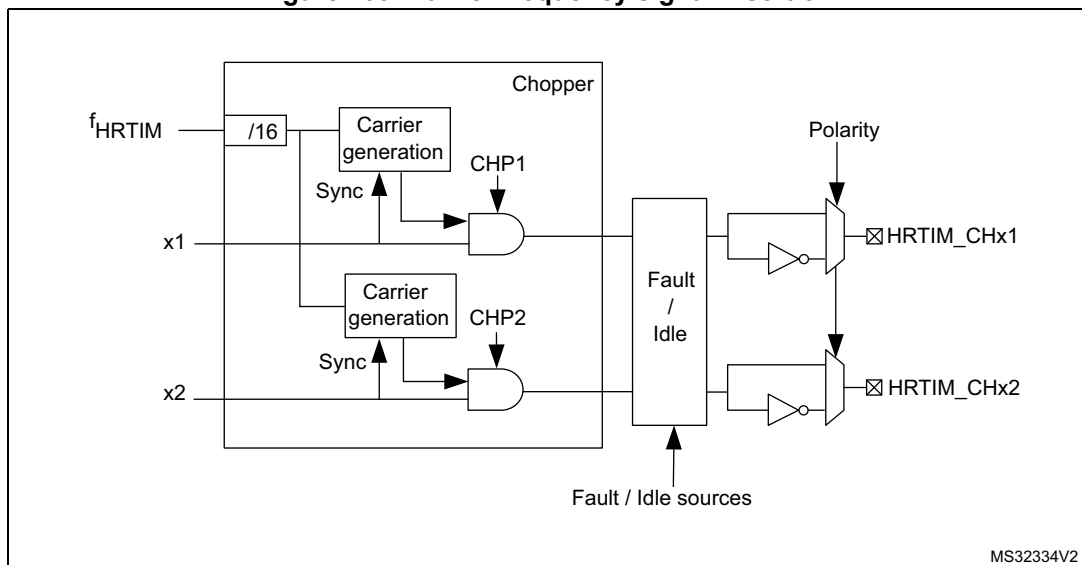 Chopper
fHRTIM
/16
Carrier
generation
Polarity
CHP1
Sync
x1
HRTIM_CHx1
Carrier
generation
Fault
/
Idle
CHP2
Sync
x2
HRTIM_CHx2
Fault / Idle sources
MS32334V2